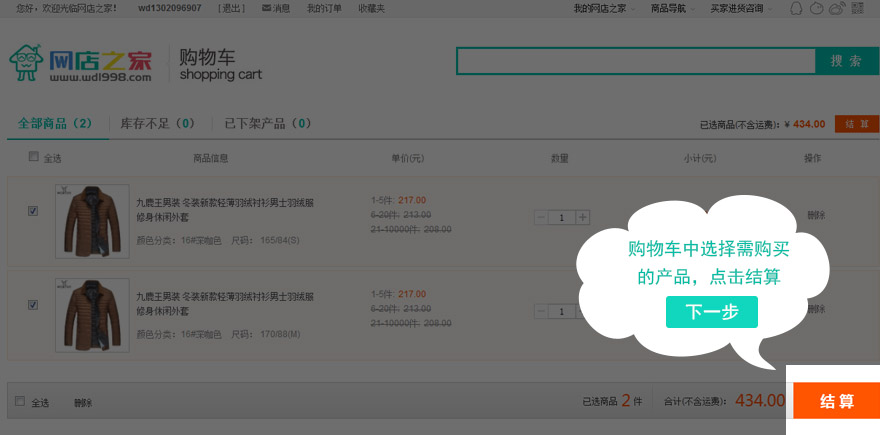 您好，欢迎光临网店之家！ wd1302096907 [退出] 消息 我的订单 收藏夹 我的网店之家 商品导航 买家进货咨询
网店之家
www.wd1998.com
购物车
shopping cart
搜 索
全部商品（2） 库存不足（0） 已下架产品（0） 已选商品(不含运费)：¥ 434.00 结 算
全选 商品信息 单价(元) 数量 小计(元) 操作
九鹿王男装 冬装新款轻薄羽绒衬衫男士羽绒服
修身休闲外套
颜色分类：16#深咖色 尺码：165/84(S)
1-5件: 217.00
6-20件: 213.00
21-10000件: 208.00
− 1 +
删除
九鹿王男装 冬装新款轻薄羽绒衬衫男士羽绒服
修身休闲外套
颜色分类：16#深咖色 尺码：170/88(M)
1-5件: 217.00
6-20件: 213.00
21-10000件: 208.00
− 1 +
删除
购物车中选择需购买
的产品，点击结算
下一步
全选 删除 已选商品 2 件 合计(不含运费)： 434.00 结 算